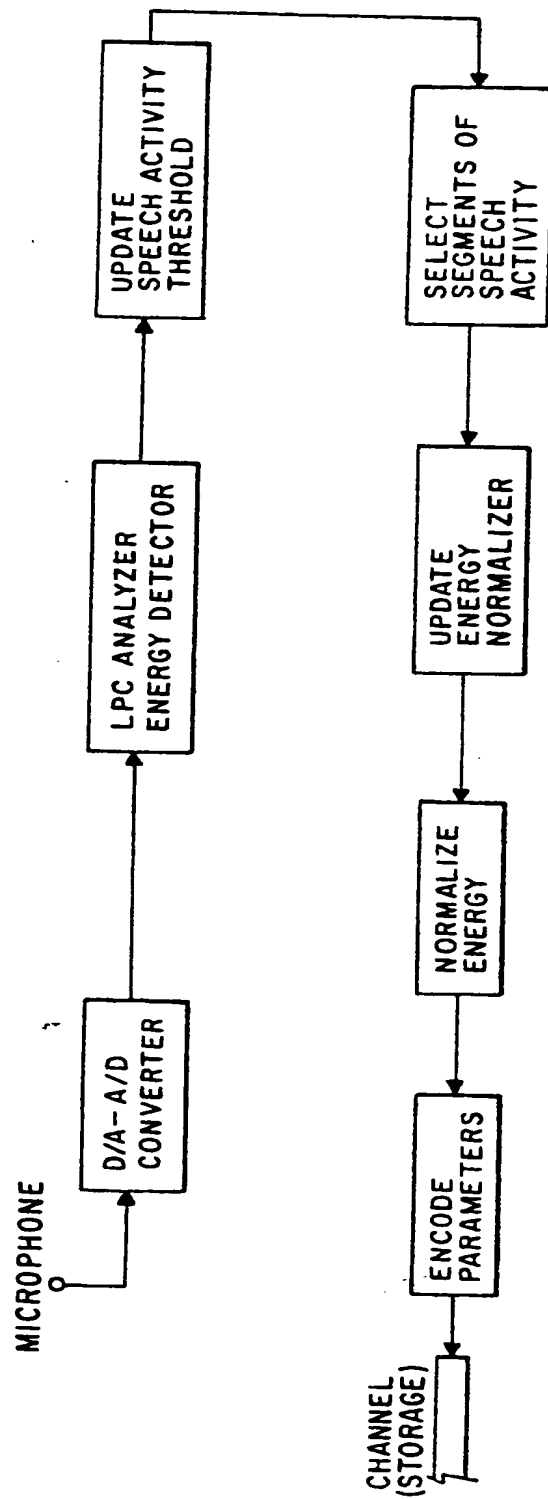 MICROPHONE
D/A-A/D
CONVERTER
LPC ANALYZER
ENERGY DETECTOR
UPDATE
SPEECH ACTIVITY
THRESHOLD
SELECT
SEGMENTS OF
SPEECH
ACTIVITY
UPDATE
ENERGY
NORMALIZER
NORMALIZE
ENERGY
ENCODE
PARAMETERS
CHANNEL
(STORAGE)